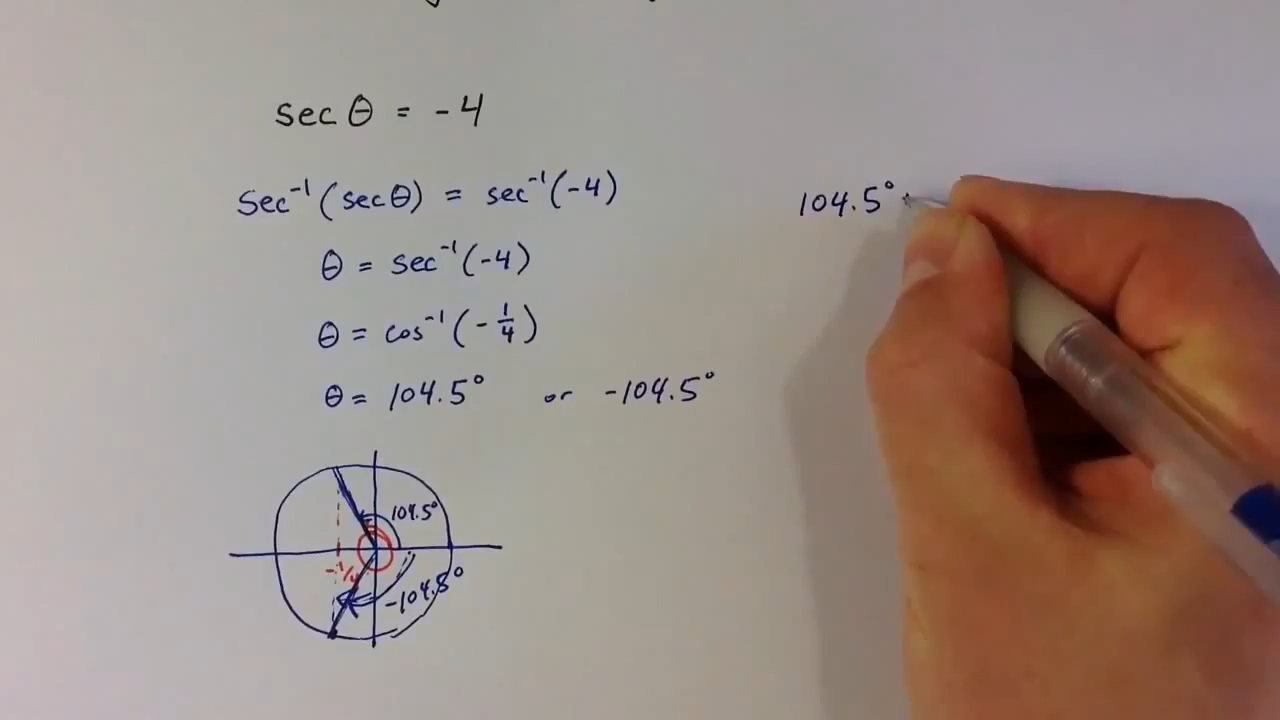 sec θ = -4
Sec⁻¹(secθ) = sec⁻¹(-4)
104.5°
θ = sec⁻¹(-4)
θ = cos⁻¹(-1/4)
θ = 104.5° or -104.5°
104.5°
-1/4
-104.5°